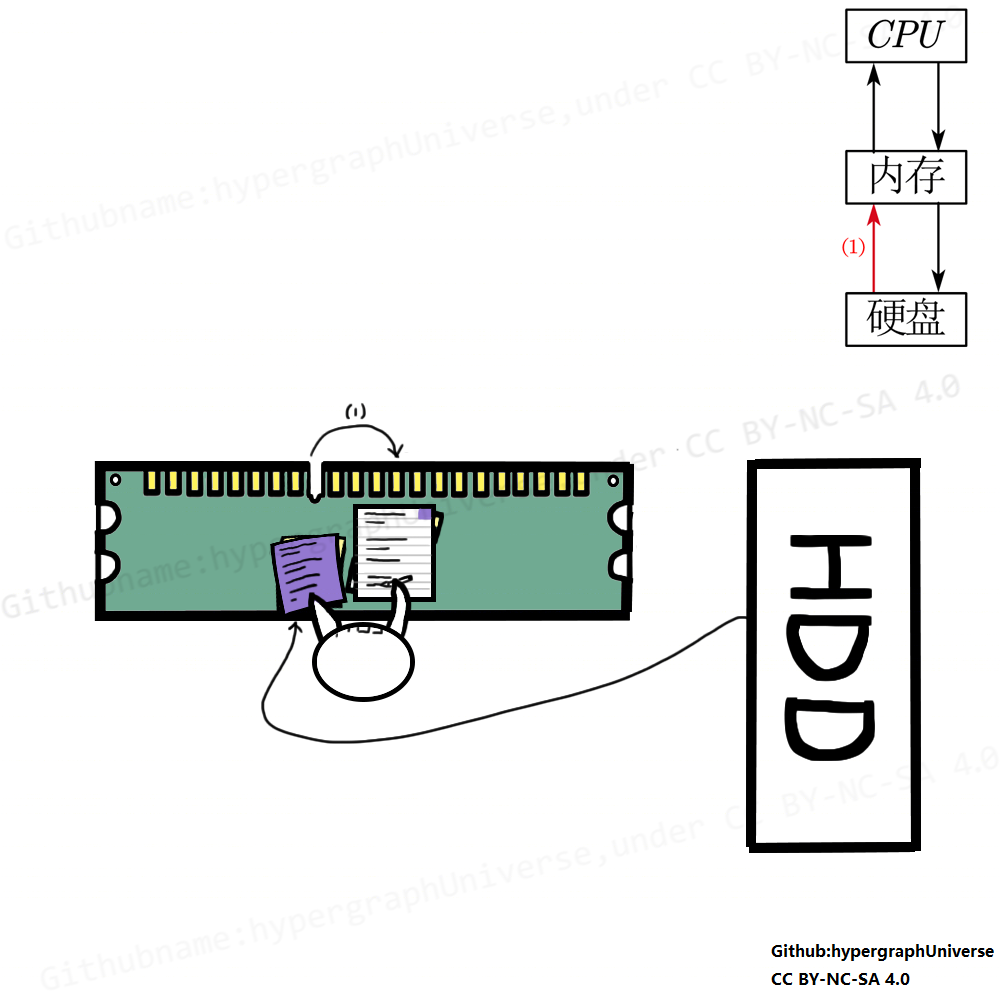 CPU
内存
(1)
硬盘
(1)
HDD
Githubname:hypergraphUniverse,under CC BY-NC-SA 4.0
Githubname:hypergraphUniverse,under CC BY-NC-SA 4.0
Githubname:hypergraphUniverse,under CC BY-NC-SA 4.0
Github:hypergraphUniverse
CC BY-NC-SA 4.0